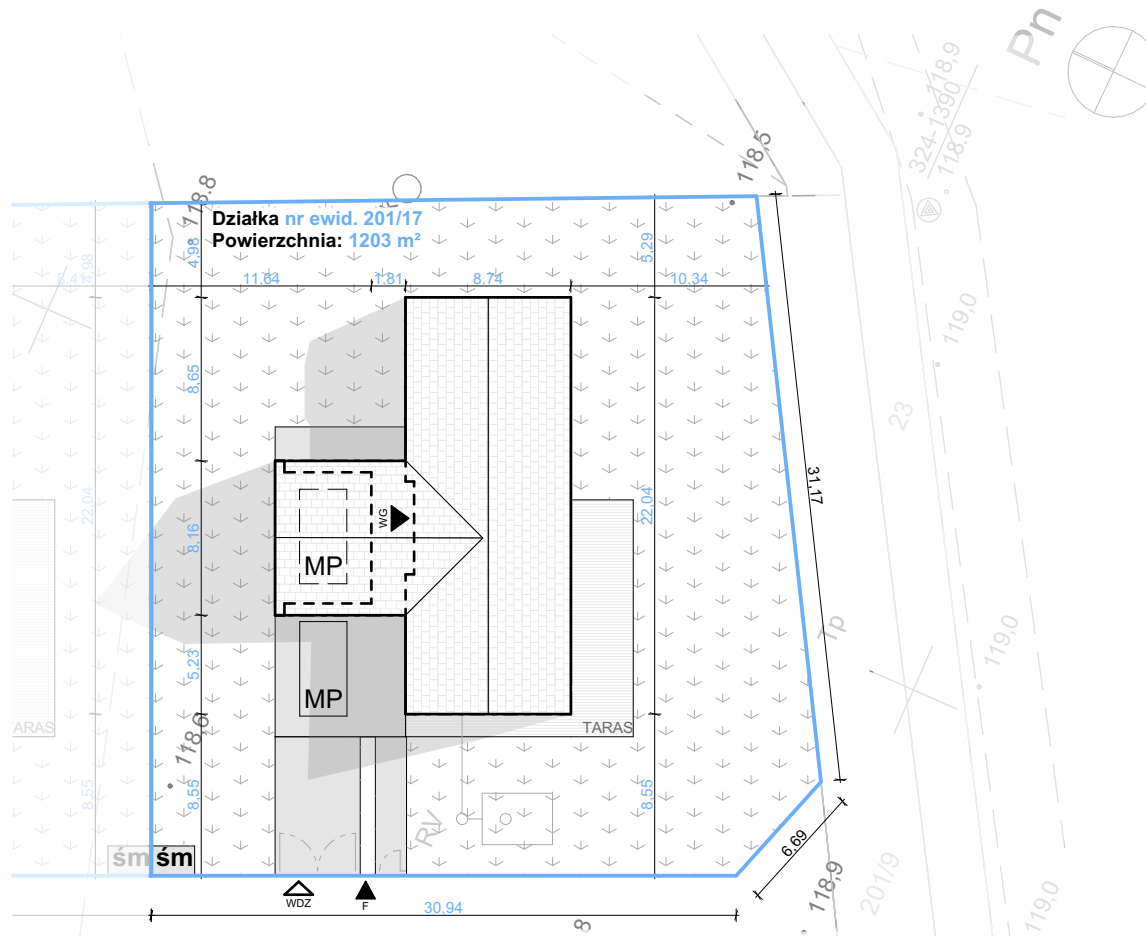 Pn
118,9
324-1390
118.9
118.5
118.8
Działka nr ewid. 201/17
Powierzchnia: 1203 m²
4,98
4,98
5,29
8.41
11.64
1.81
8.74
10,34
119,0
8.65
23
31,17
22,04
22,04
8,16
WG
MP
Tp
119,0
5,23
MP
ARAS
TARAS
118,6
8,55
8,55
8,55
RV
6,69
śm
śm
118,9
201/9
119,0
WDZ
F
30,94
8